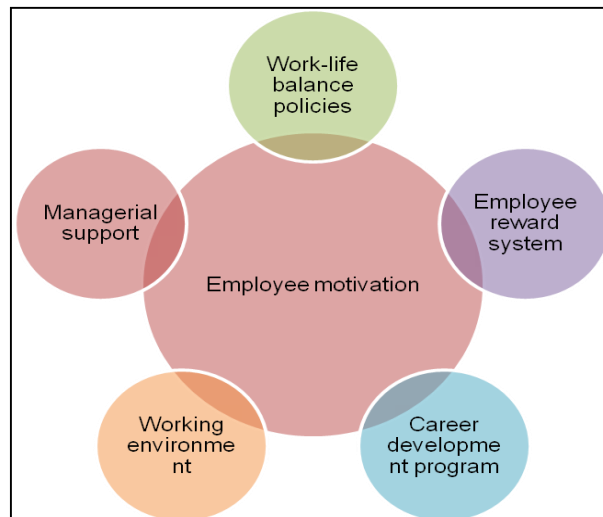 Work-life
balance
policies
Managerial
support
Employee
reward
system
Employee motivation
Working
environme
nt
Career
developme
nt program